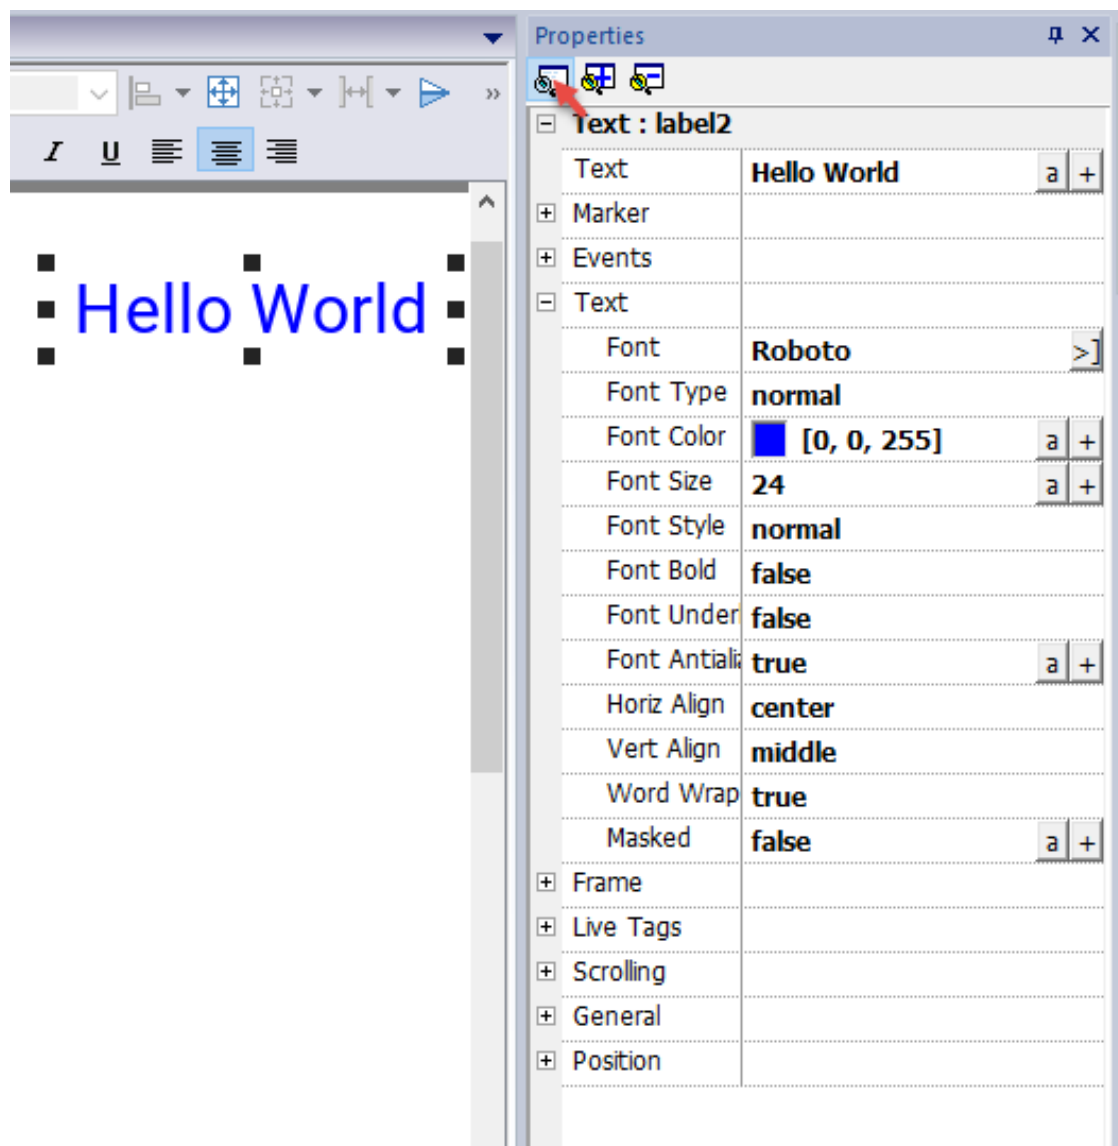 Properties
I U
Hello World
Text : label2
Text Hello World a +
Marker
Events
Text
Font Roboto >]
Font Type normal
Font Color [0, 0, 255] a +
Font Size 24 a +
Font Style normal
Font Bold false
Font Under false
Font Antiali true a +
Horiz Align center
Vert Align middle
Word Wrap true
Masked false a +
Frame
Live Tags
Scrolling
General
Position